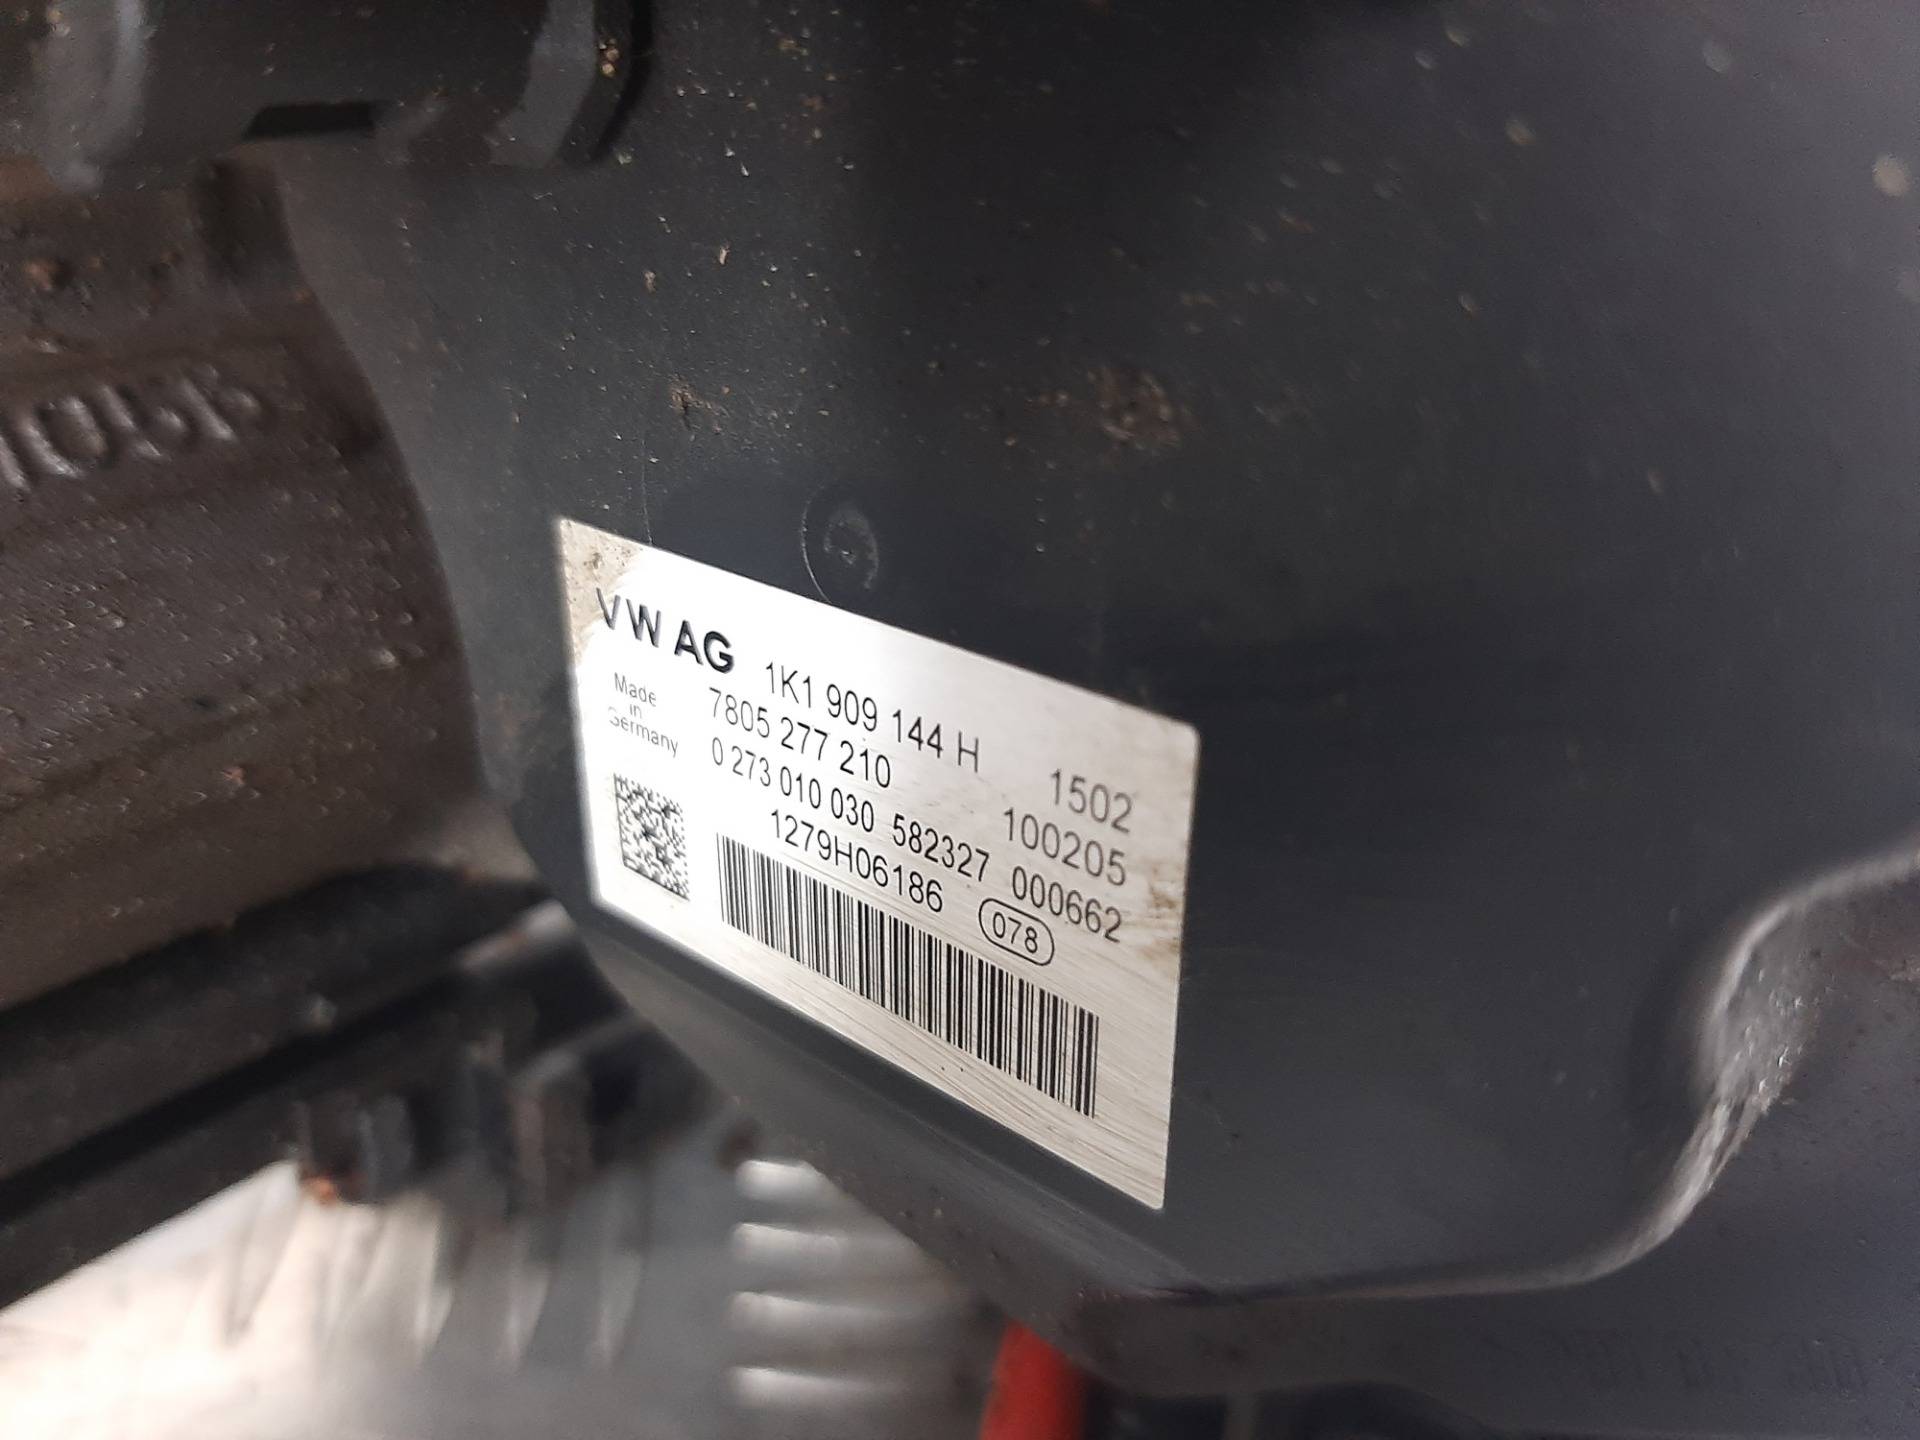 VW AG 1K1 909 144 H 1502
Made in Germany
7805 277 210 100205
0 273 010 030 582327 000662
1279H06186 078